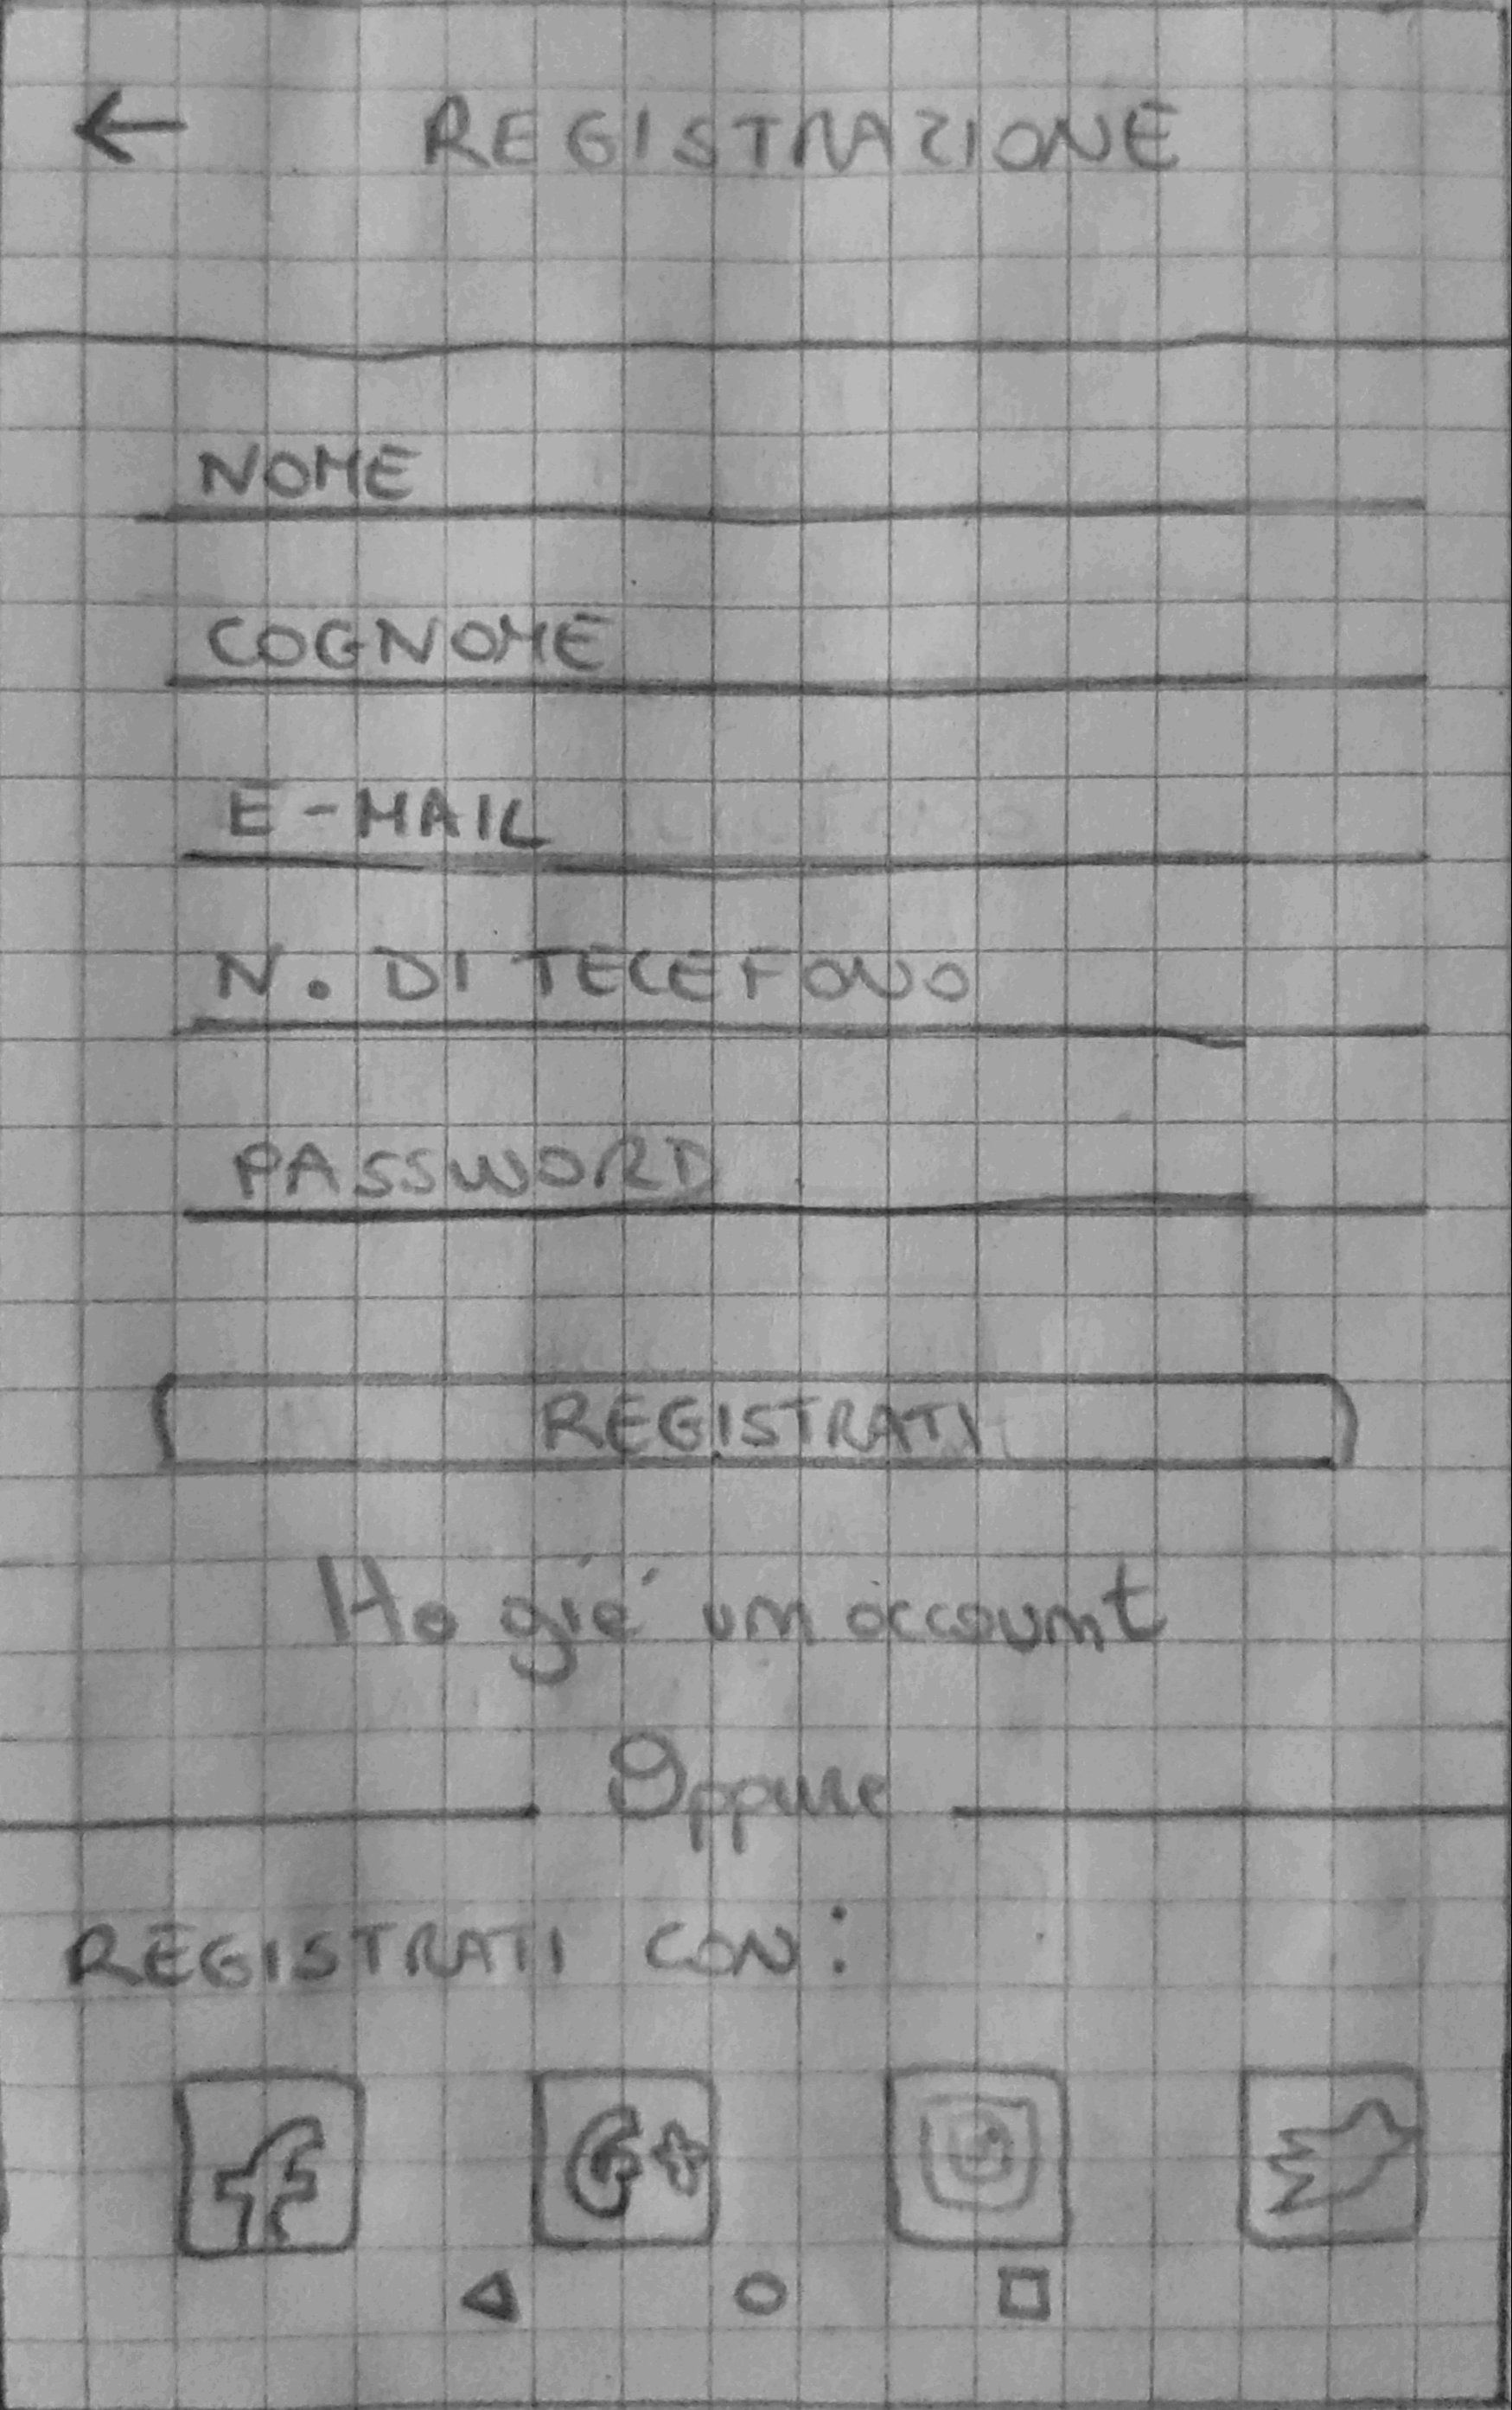 ← REGISTRAZIONE
NOME
COGNOME
E-MAIL
N. DI TELEFONO
PASSWORD
REGISTRATI
Ho già un account
Oppure
REGISTRATI CON:
f G+